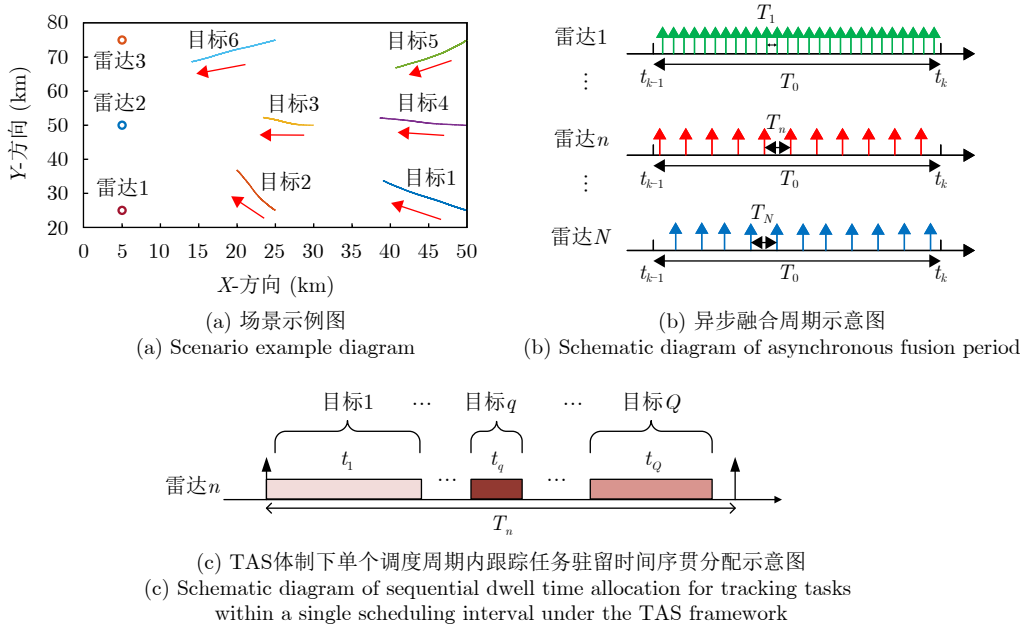 80
70
60
50
40
30
20
Y-方向 (km)
0 5 10 15 20 25 30 35 40 45 50
X-方向 (km)
雷达3
雷达2
雷达1
目标6
目标5
目标3
目标4
目标2
目标1
(a) 场景示例图
(a) Scenario example diagram
T₁
雷达1
tₖ₋₁ T₀ tₖ
⋮
Tₙ
雷达n
tₖ₋₁ T₀ tₖ
⋮
T_N
雷达N
tₖ₋₁ T₀ tₖ
(b) 异步融合周期示意图
(b) Schematic diagram of asynchronous fusion period
目标1 ⋯ 目标q ⋯ 目标Q
t₁ ⋯ t_q ⋯ t_Q
雷达n
Tₙ
(c) TAS体制下单个调度周期内跟踪任务驻留时间序贯分配示意图
(c) Schematic diagram of sequential dwell time allocation for tracking tasks
within a single scheduling interval under the TAS framework